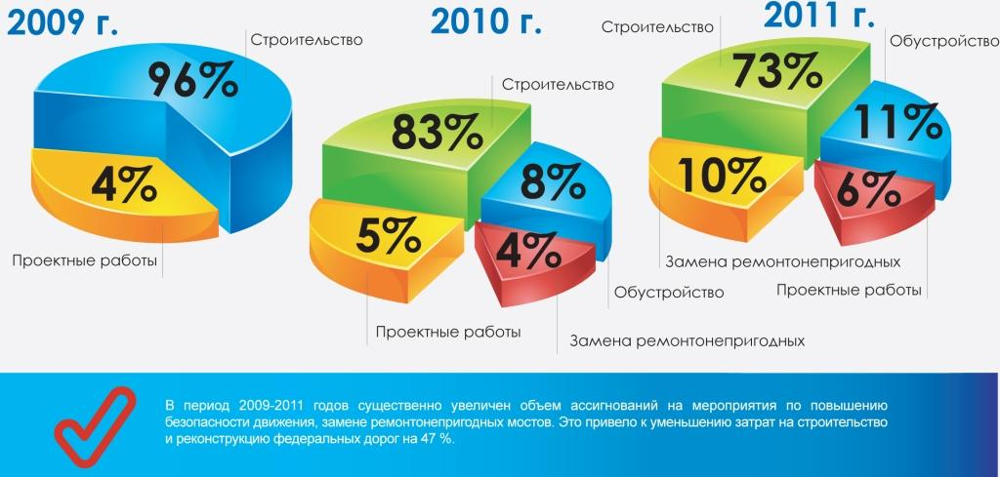 2009 г.
Строительство
96%
4%
Проектные работы
2010 г.
Строительство
83%
8%
5%
4%
Обустройство
Проектные работы
Замена ремонтонепригодных
2011 г.
Строительство
Обустройство
73%
11%
10%
6%
Замена ремонтонепригодных
Проектные работы
В период 2009-2011 годов существенно увеличен объем ассигнований на мероприятия по повышению
безопасности движения, замене ремонтонепригодных мостов. Это привело к уменьшению затрат на строительство
и реконструкцию федеральных дорог на 47 %.